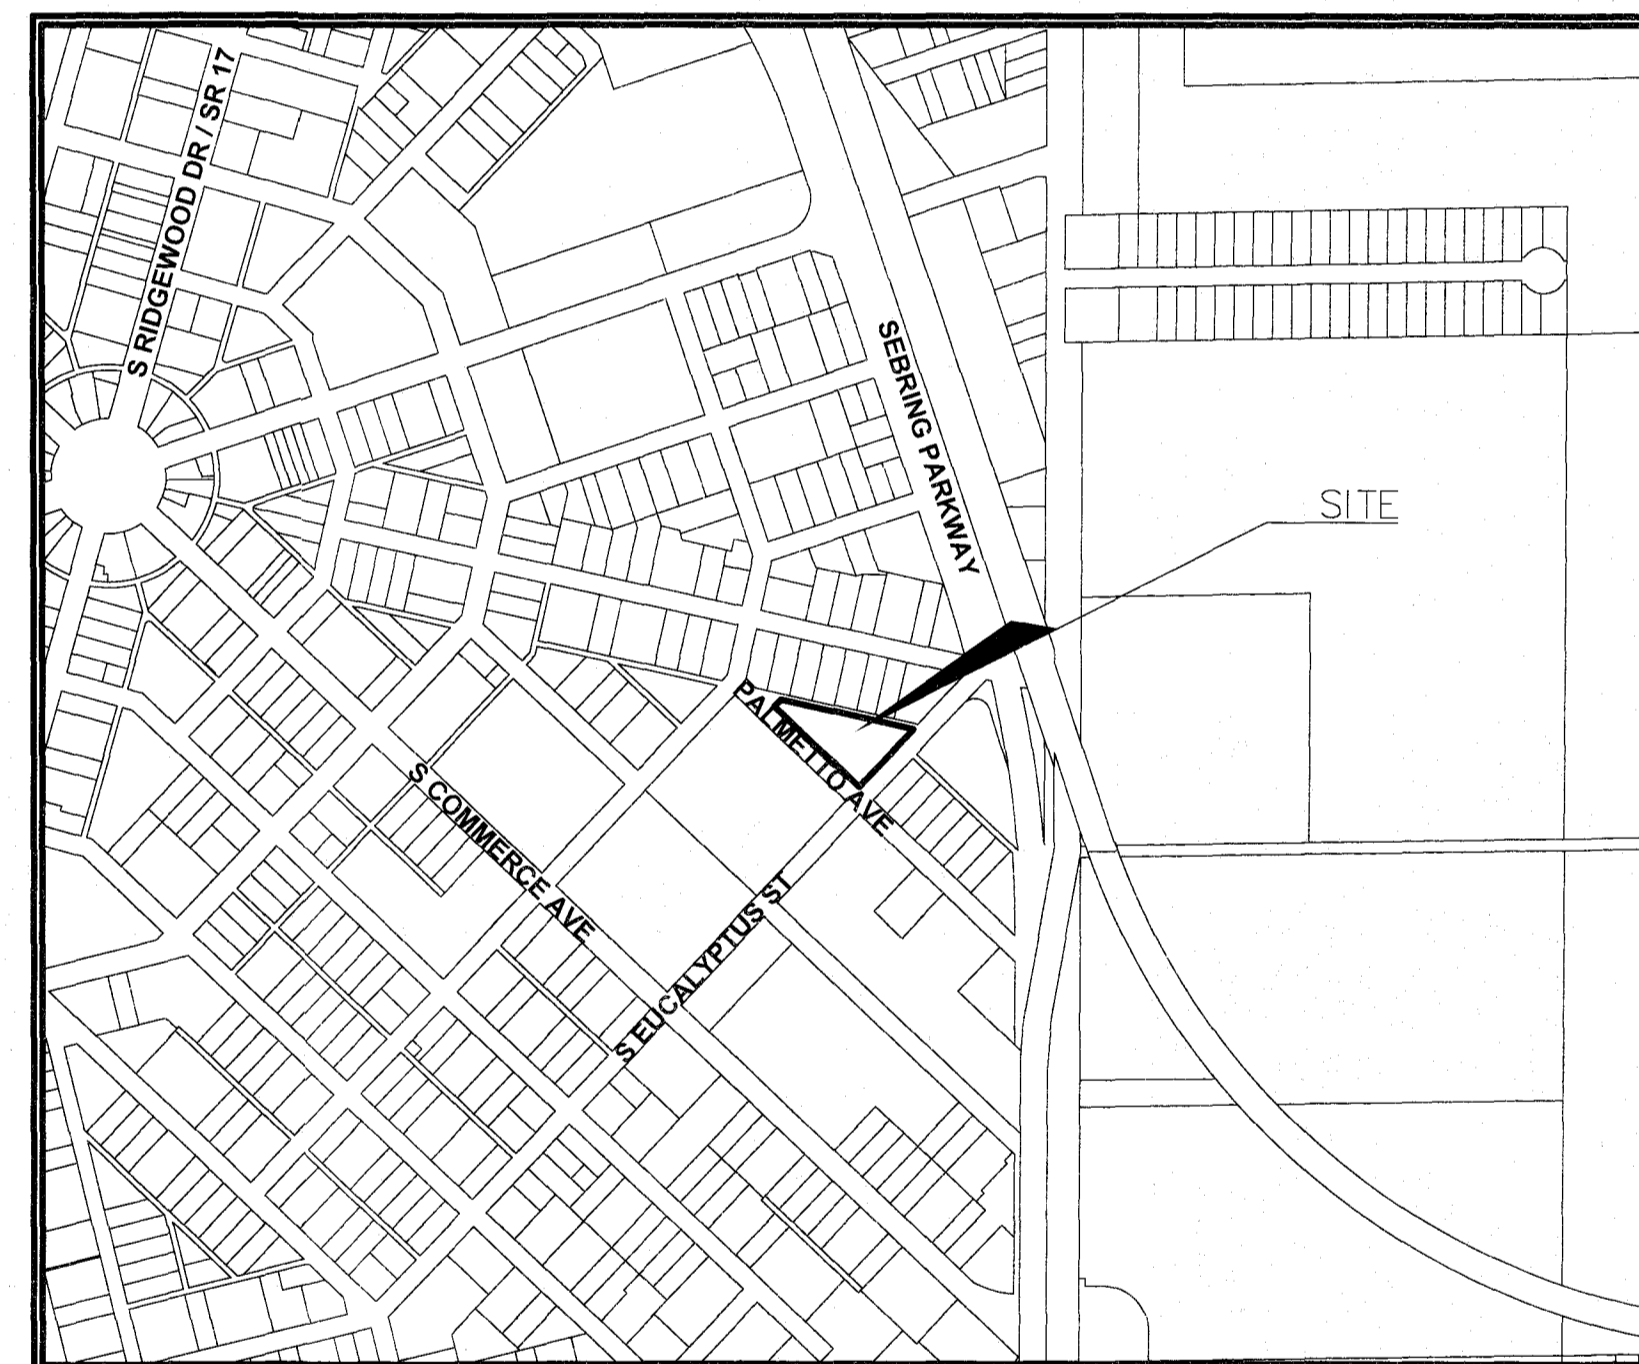 S RIDGEWOOD DR / SR 17
SEBRING PARKWAY
SITE
PALMETTO AVE
S COMMERCE AVE
S EUCALYPTUS ST